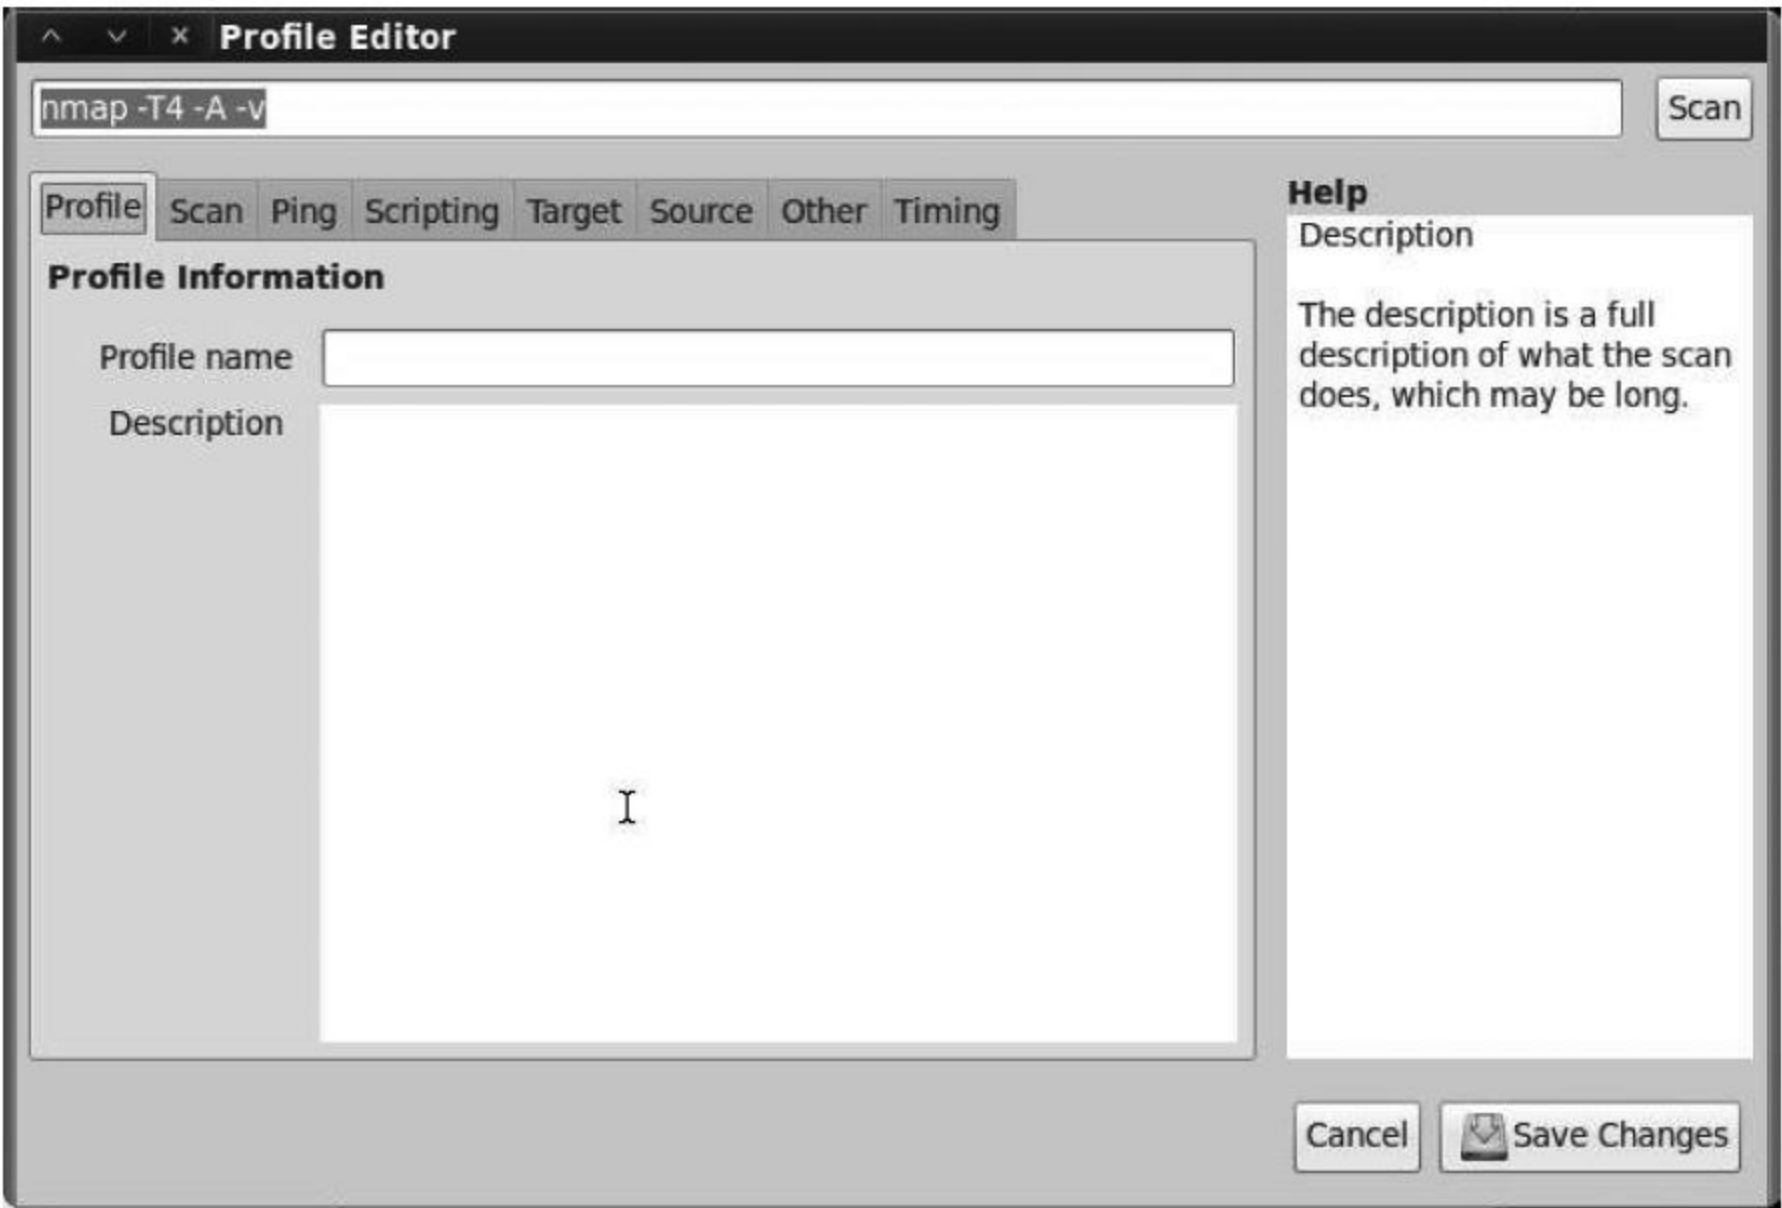 Profile Editor
nmap -T4 -A -v
Scan
Profile Scan Ping Scripting Target Source Other Timing
Profile Information
Profile name
Description
Help
Description
The description is a full
description of what the scan
does, which may be long.
Cancel
Save Changes